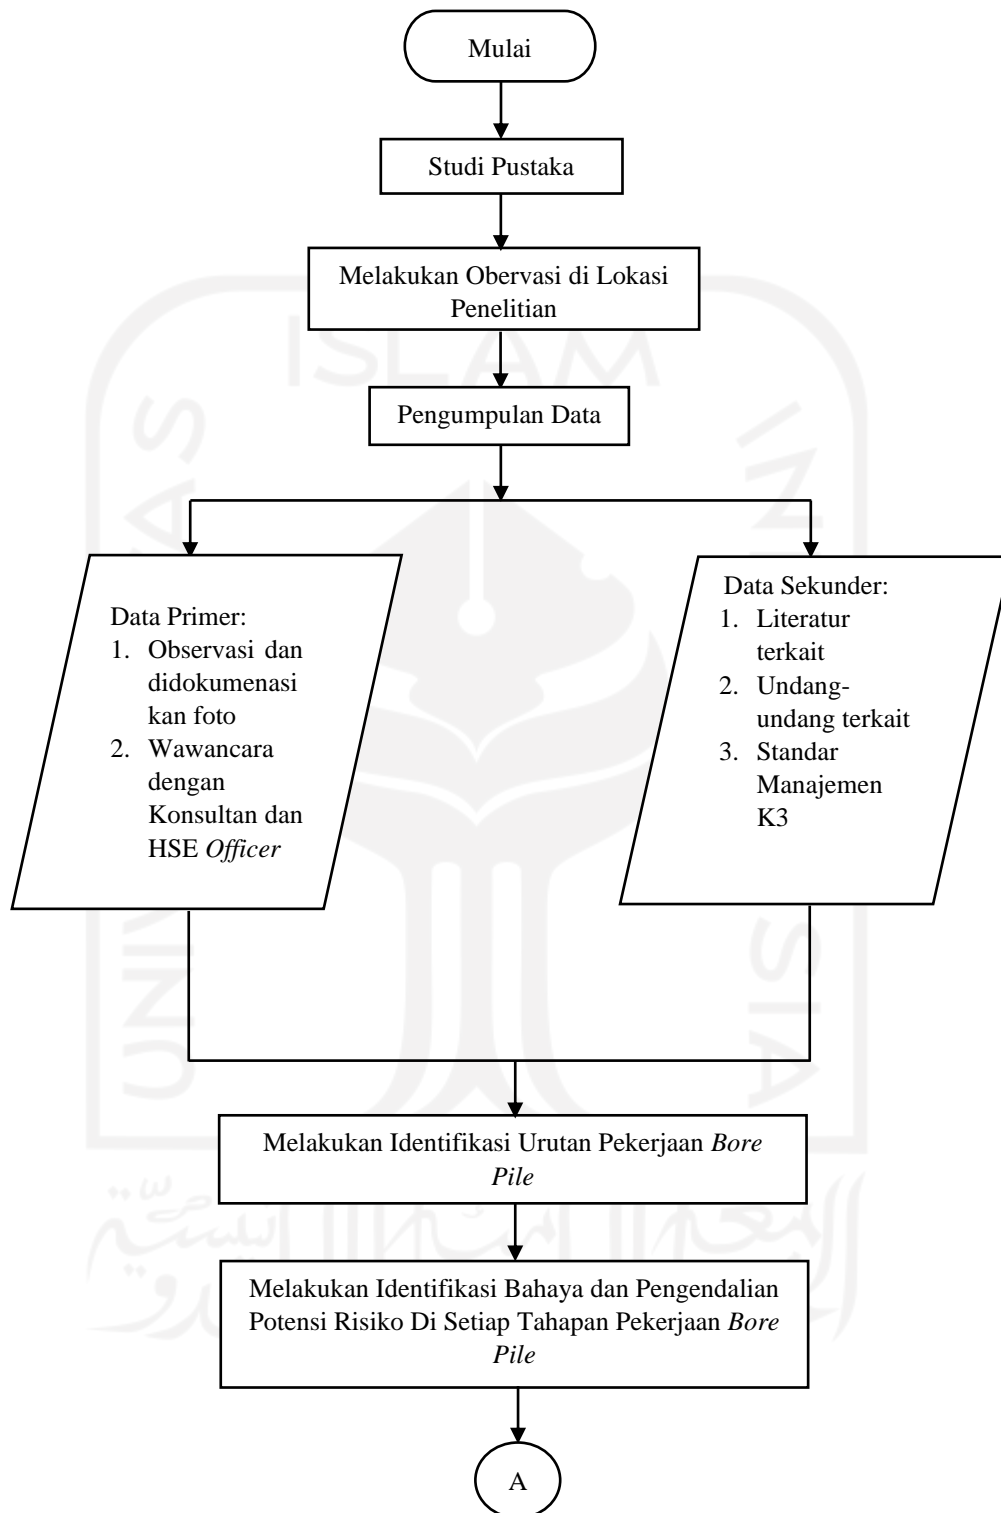 Mulai
Studi Pustaka
Melakukan Obervasi di Lokasi
Penelitian
Pengumpulan Data
Data Primer:
1. Observasi dan
didokumenasi
kan foto
2. Wawancara
dengan
Konsultan dan
HSE Officer
Data Sekunder:
1. Literatur
terkait
2. Undang-
undang terkait
3. Standar
Manajemen
K3
Melakukan Identifikasi Urutan Pekerjaan Bore
Pile
Melakukan Identifikasi Bahaya dan Pengendalian
Potensi Risiko Di Setiap Tahapan Pekerjaan Bore
Pile
A
ISLAM